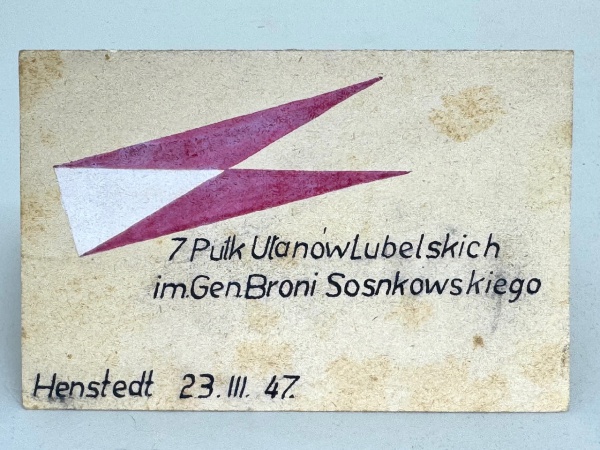 7 Pułk Ułanów Lubelskich
im. Gen. Broni Sosnkowskiego
Henstedt 23. III. 47.